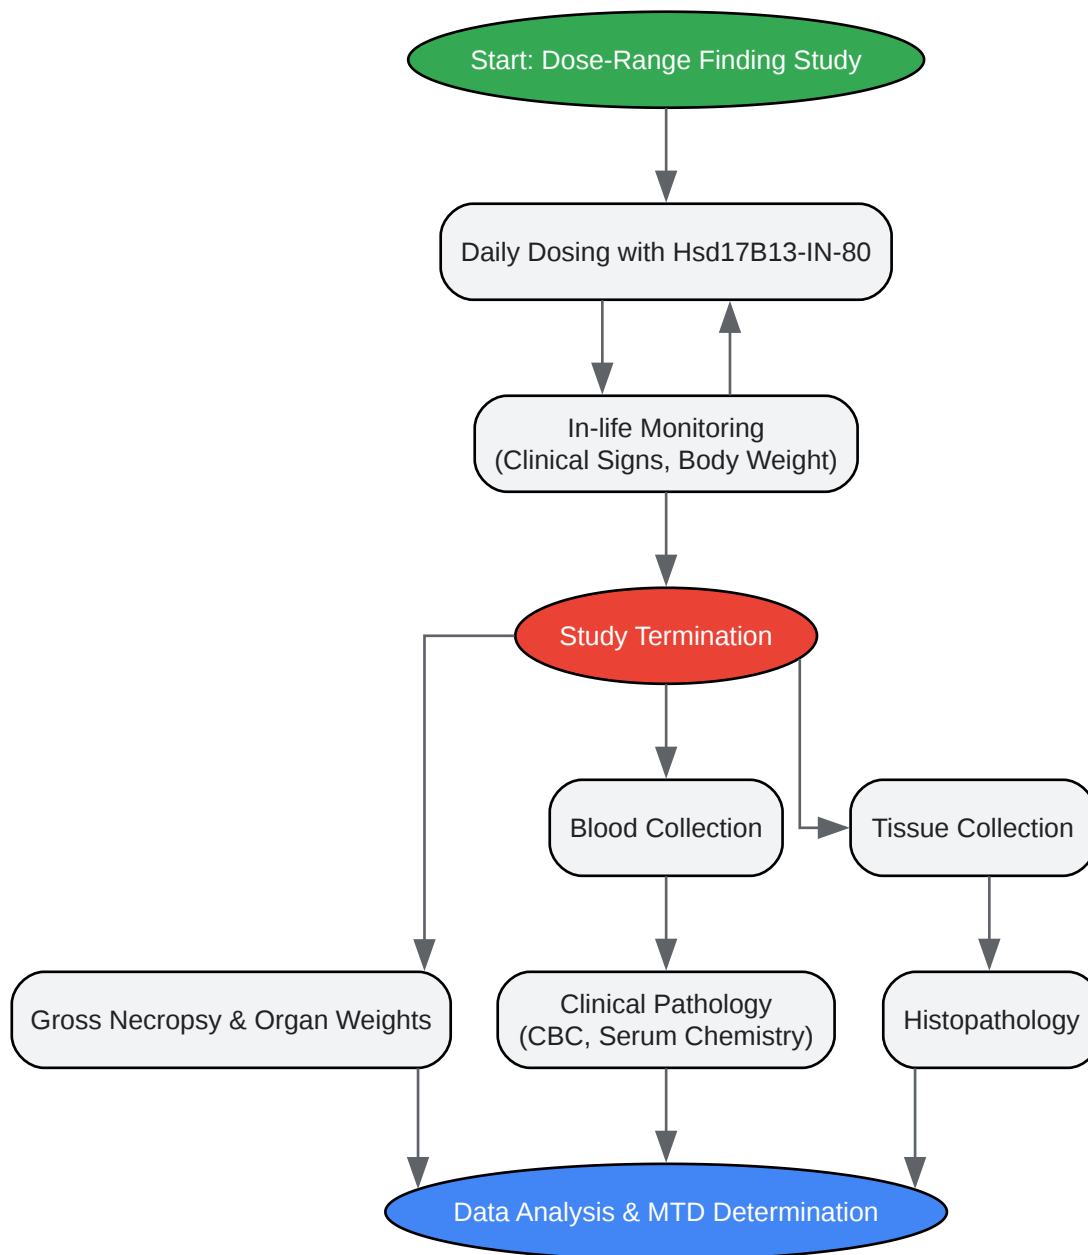 Start: Dose-Range Finding Study
Daily Dosing with Hsd17B13-IN-80
In-life Monitoring
(Clinical Signs, Body Weight)
Study Termination
Blood Collection
Tissue Collection
Gross Necropsy & Organ Weights
Clinical Pathology
(CBC, Serum Chemistry)
Histopathology
Data Analysis & MTD Determination